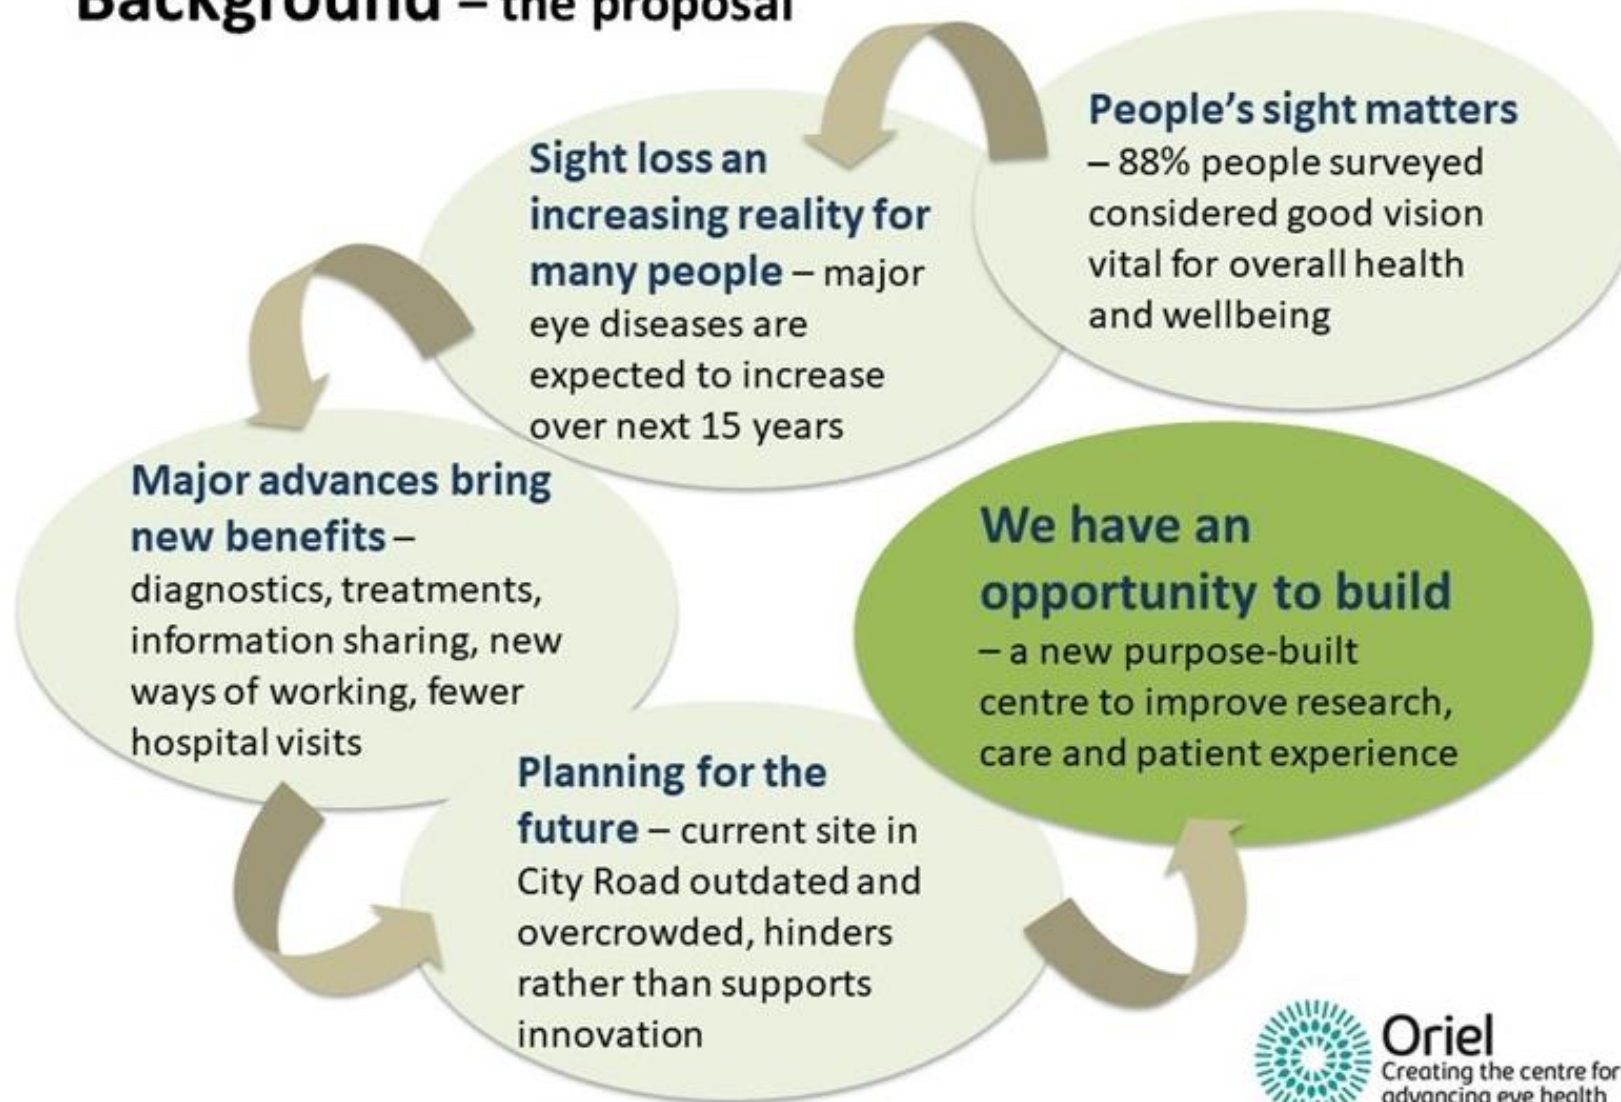 Background – the proposal
People's sight matters
– 88% people surveyed
considered good vision
vital for overall health
and wellbeing
Sight loss an
increasing reality for
many people – major
eye diseases are
expected to increase
over next 15 years
Major advances bring
new benefits –
diagnostics, treatments,
information sharing, new
ways of working, fewer
hospital visits
Planning for the
future – current site in
City Road outdated and
overcrowded, hinders
rather than supports
innovation
We have an
opportunity to build
– a new purpose-built
centre to improve research,
care and patient experience
Oriel
Creating the centre for
advancing eye health